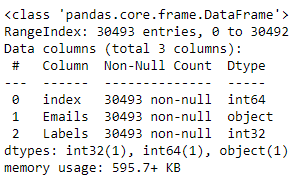 <class 'pandas.core.frame.DataFrame'>
RangeIndex: 30493 entries, 0 to 30492
Data columns (total 3 columns):
 #   Column  Non-Null Count  Dtype
---  ------  --------------  -----
 0   index   30493 non-null  int64
 1   Emails  30493 non-null  object
 2   Labels  30493 non-null  int32
dtypes: int32(1), int64(1), object(1)
memory usage: 595.7+ KB